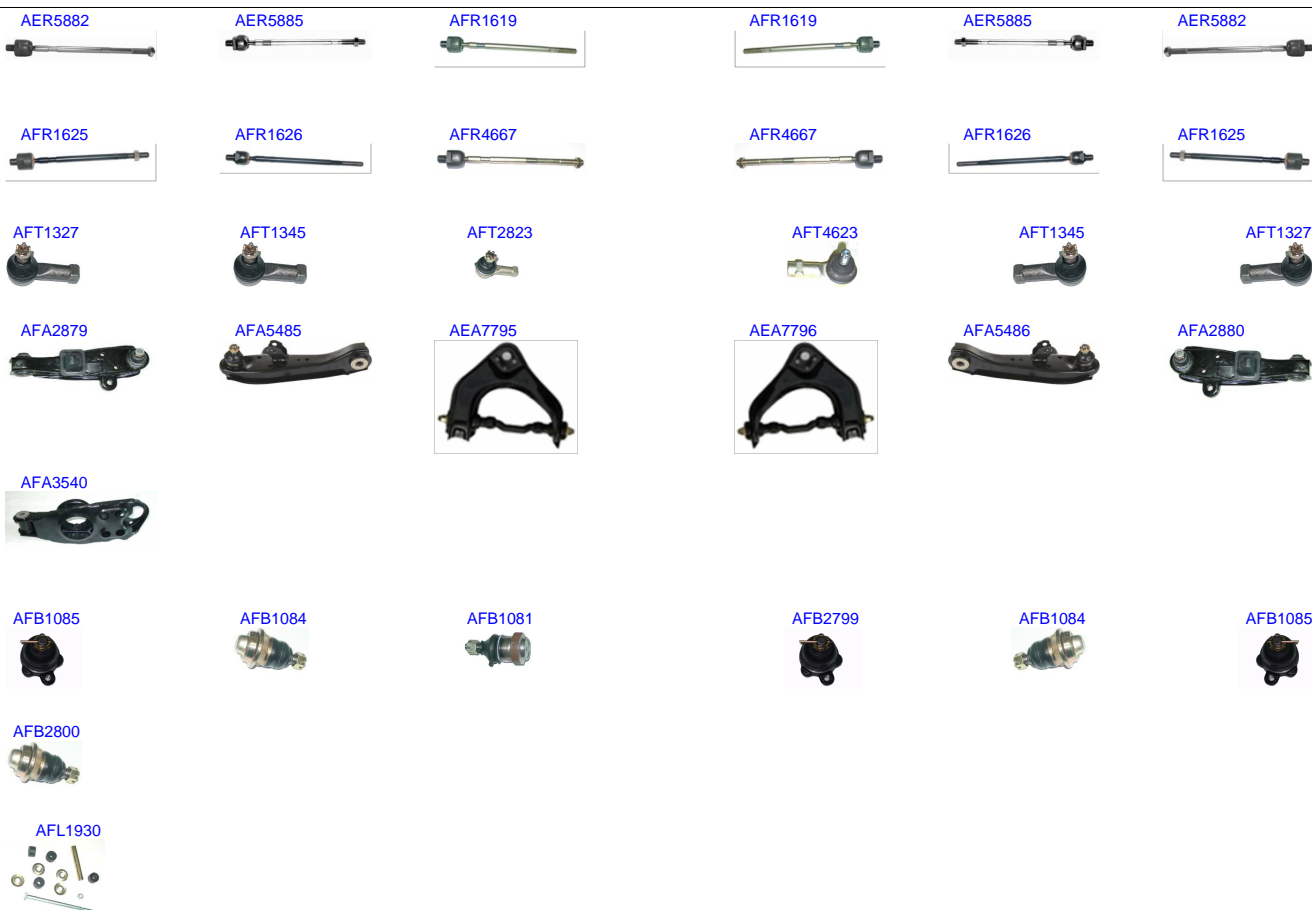 AER5882 AER5885 AFR1619 AFR1619 AER5885 AER5882
AFR1625 AFR1626 AFR4667 AFR4667 AFR1626 AFR1625
AFT1327 AFT1345 AFT2823 AFT4623 AFT1345 AFT1327
AFA2879 AFA5485 AEA7795 AEA7796 AFA5486 AFA2880
AFA3540
AFB1085 AFB1084 AFB1081 AFB2799 AFB1084 AFB1085
AFB2800
AFL1930